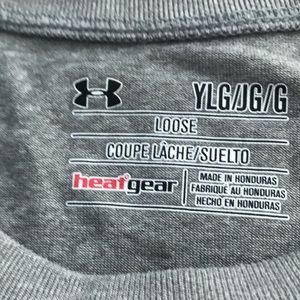 YLG/JG/G
LOOSE
COUPE LÂCHE/SUELTO
heatgear
MADE IN HONDURAS
FABRIQUÉ AU HONDURAS
HECHO EN HONDURAS